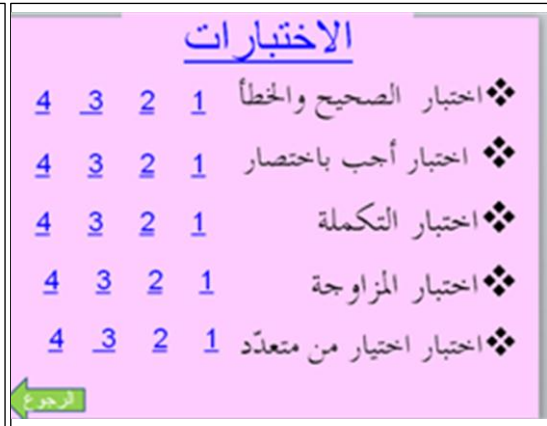 الاختبارات
❖اختبار الصحيح والخطأ 1 2 3 4
❖ اختبار أجب باختصار 1 2 3 4
❖اختبار التكملة 1 2 3 4
❖اختبار المزاوجة 1 2 3 4
❖اختبار اختيار من متعدّد 1 2 3 4
الرجوع